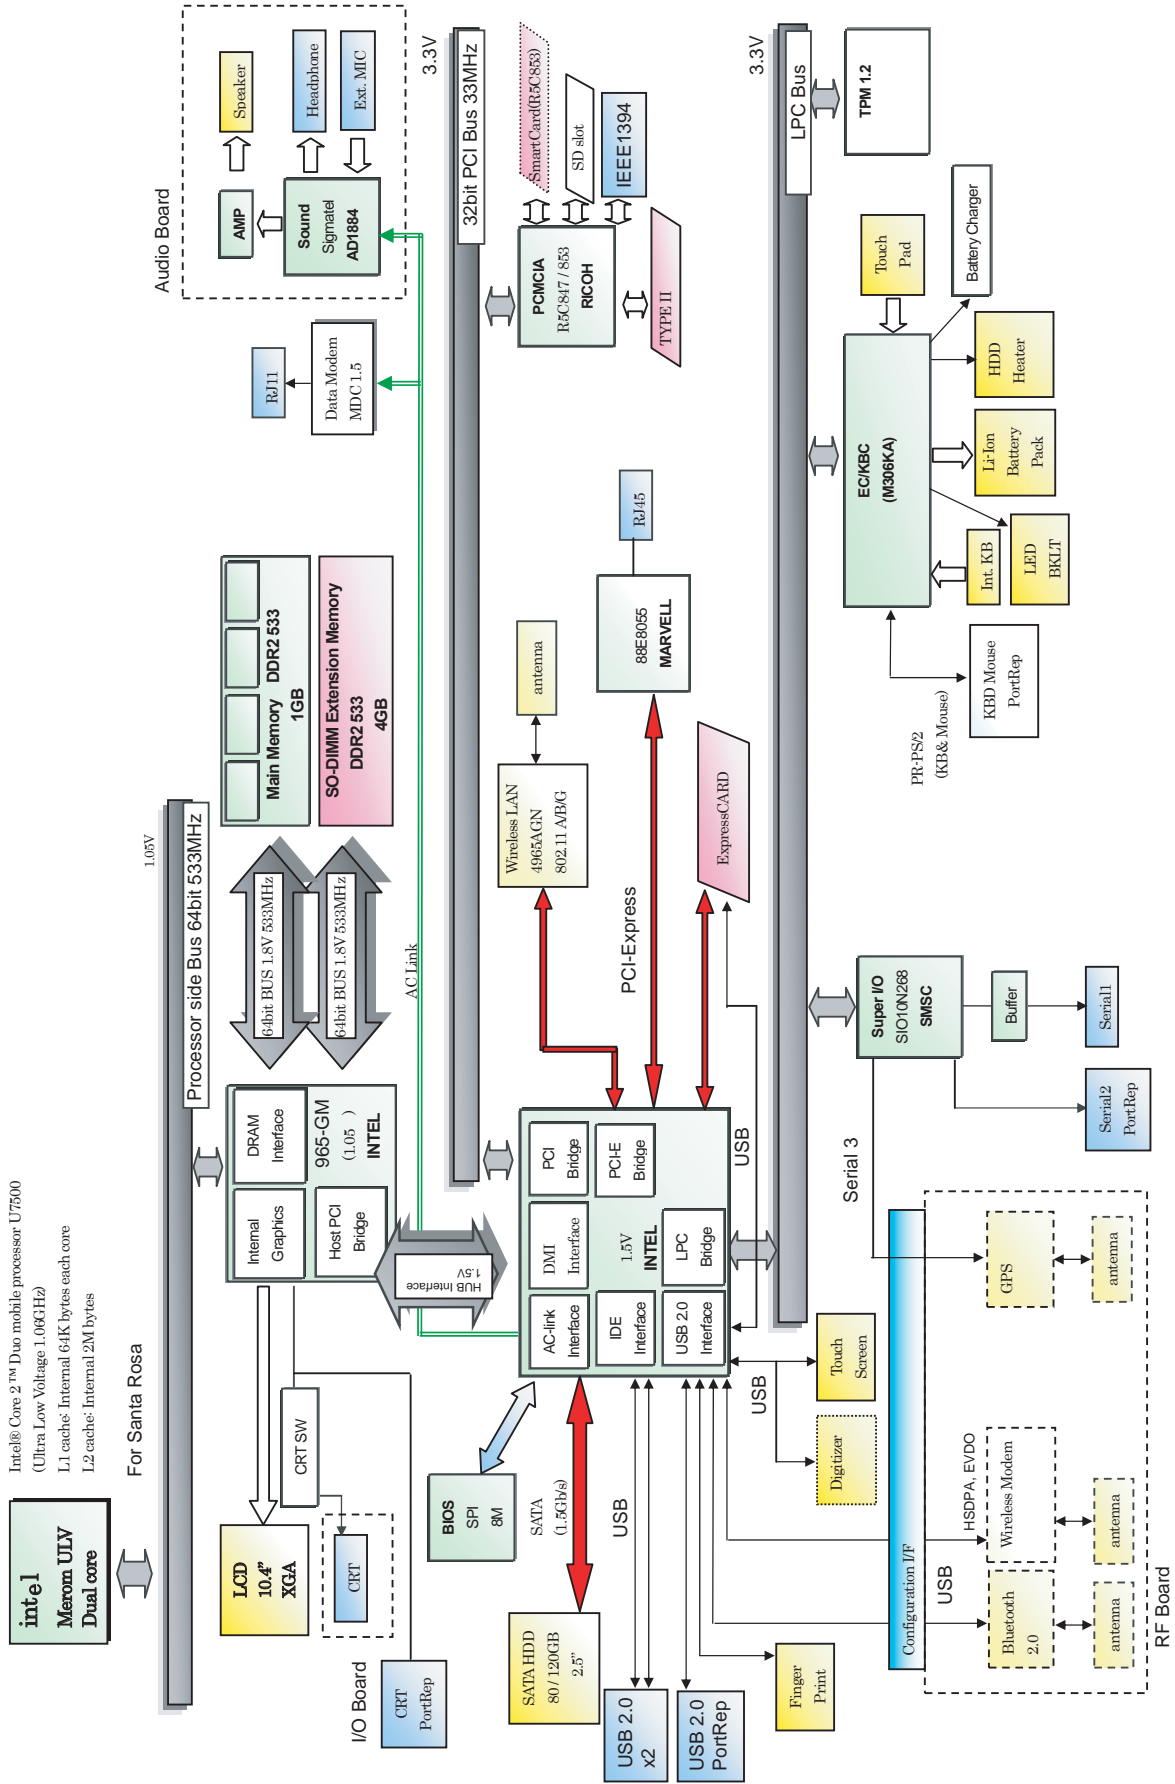 intel
Merom ULV
Dual core
Intel® Core 2 ™ Duo mobile processor U7500
(Ultra Low Voltage 1.06GHz)
L1 cache: Internal 64K bytes each core
L2 cache: Internal 2M bytes
For Santa Rosa
1.05V
Processor side Bus 64bit 533MHz
LCD
10.4"
XGA
CRT
I/O Board
CRT
PortRep
CRT SW
Internal
Graphics
DRAM
Interface
Host PCI
Bridge
965-GM
(1.05 )
INTEL
64bit BUS 1.8V 533MHz
64bit BUS 1.8V 533MHz
Main Memory DDR2 533
1GB
SO-DIMM Extension Memory
DDR2 533
4GB
AC Link
RJ11
Data Modem
MDC 1.5
Audio Board
Speaker
Headphone
Ext. MIC
AMP
Sound
Sigmatel
AD1884
HUB Interface
1.5V
3.3V
32bit PCI Bus 33MHz
BIOS
SPI
8M
SATA
(1.5Gb/s)
SATA HDD
80 / 120GB
2.5"
USB
USB 2.0
x2
USB 2.0
PortRep
Finger
Print
AC-link
Interface
DMI
Interface
PCI
Bridge
IDE
Interface
1.5V
INTEL
PCI-E
Bridge
USB 2.0
Interface
LPC
Bridge
Wireless LAN
4965AGN
802.11 A/B/G
antenna
PCI-Express
88E8055
MARVELL
RJ45
ExpressCARD
USB
PCMCIA
R5C847 / 853
RICOH
SmartCard(R5C853)
SD slot
IEEE1394
TYPE II
3.3V
LPC Bus
USB
Touch
Screen
Digitizer
Super I/O
SIO10N268
SMSC
Buffer
Serial1
Serial2
PortRep
Serial 3
EC/KBC
(M306KA)
TPM 1.2
Touch
Pad
Battery Charger
HDD
Heater
Li-Ion
Battery
Pack
LED
BKLT
Int. KB
KBD Mouse
PortRep
PR-PS/2
(KB& Mouse)
Configuration I/F
USB
HSDPA, EVDO
Bluetooth
2.0
Wireless Modem
GPS
antenna
antenna
antenna
RF Board